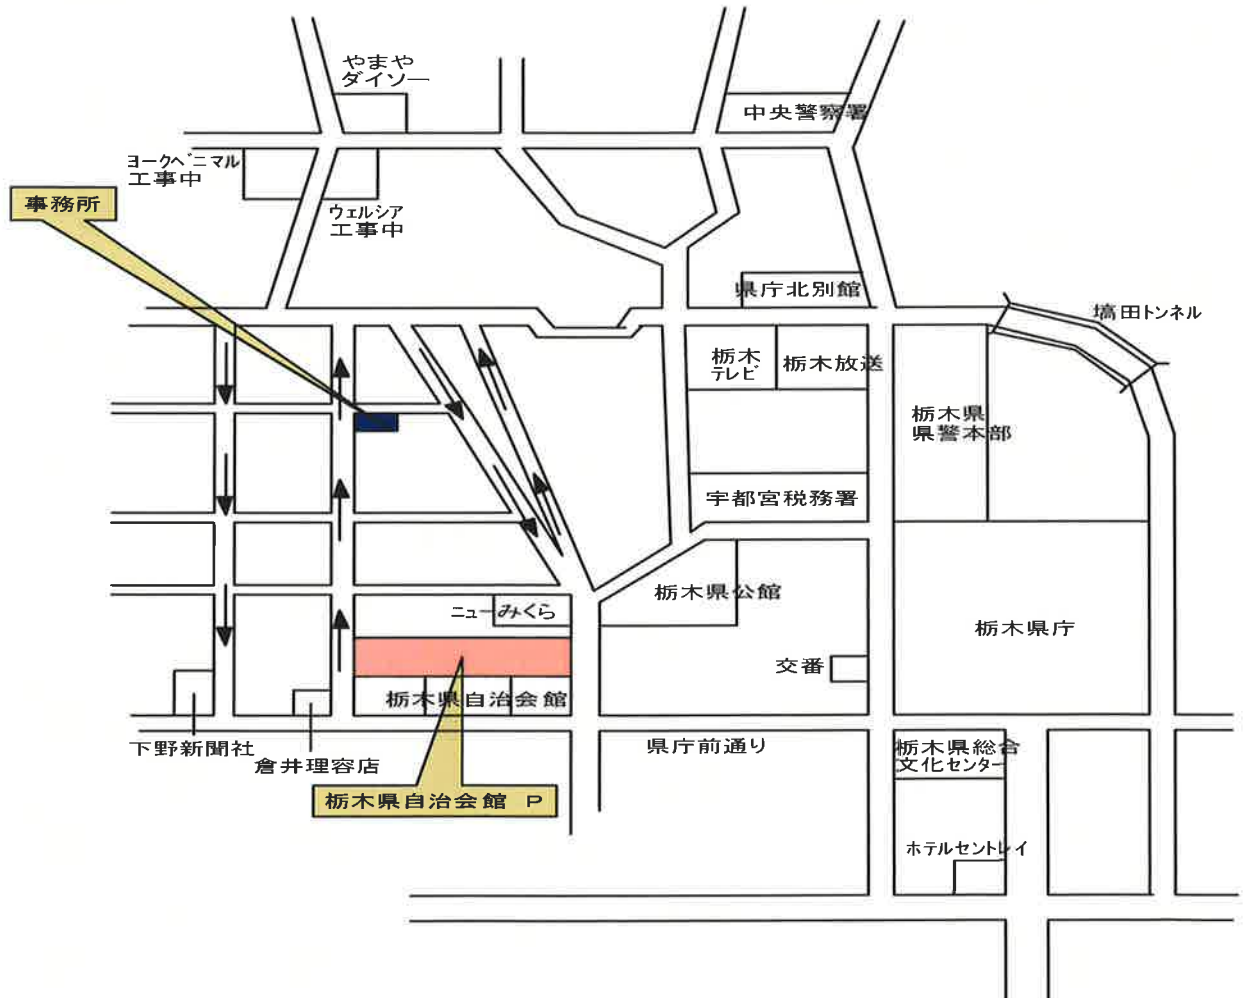 やまや
ダイソー
中央警察署
ヨークベニマル
工事中
事務所
ウェルシア
工事中
県庁北別館
塙田トンネル
栃木
テレビ
栃木放送
栃木県
県警本部
宇都宮税務署
栃木県公館
ニューみくら
栃木県庁
交番
栃木県自治会館
下野新聞社
倉井理容店
県庁前通り
栃木県総合
文化センター
栃木県自治会館 P
ホテルセントレイ